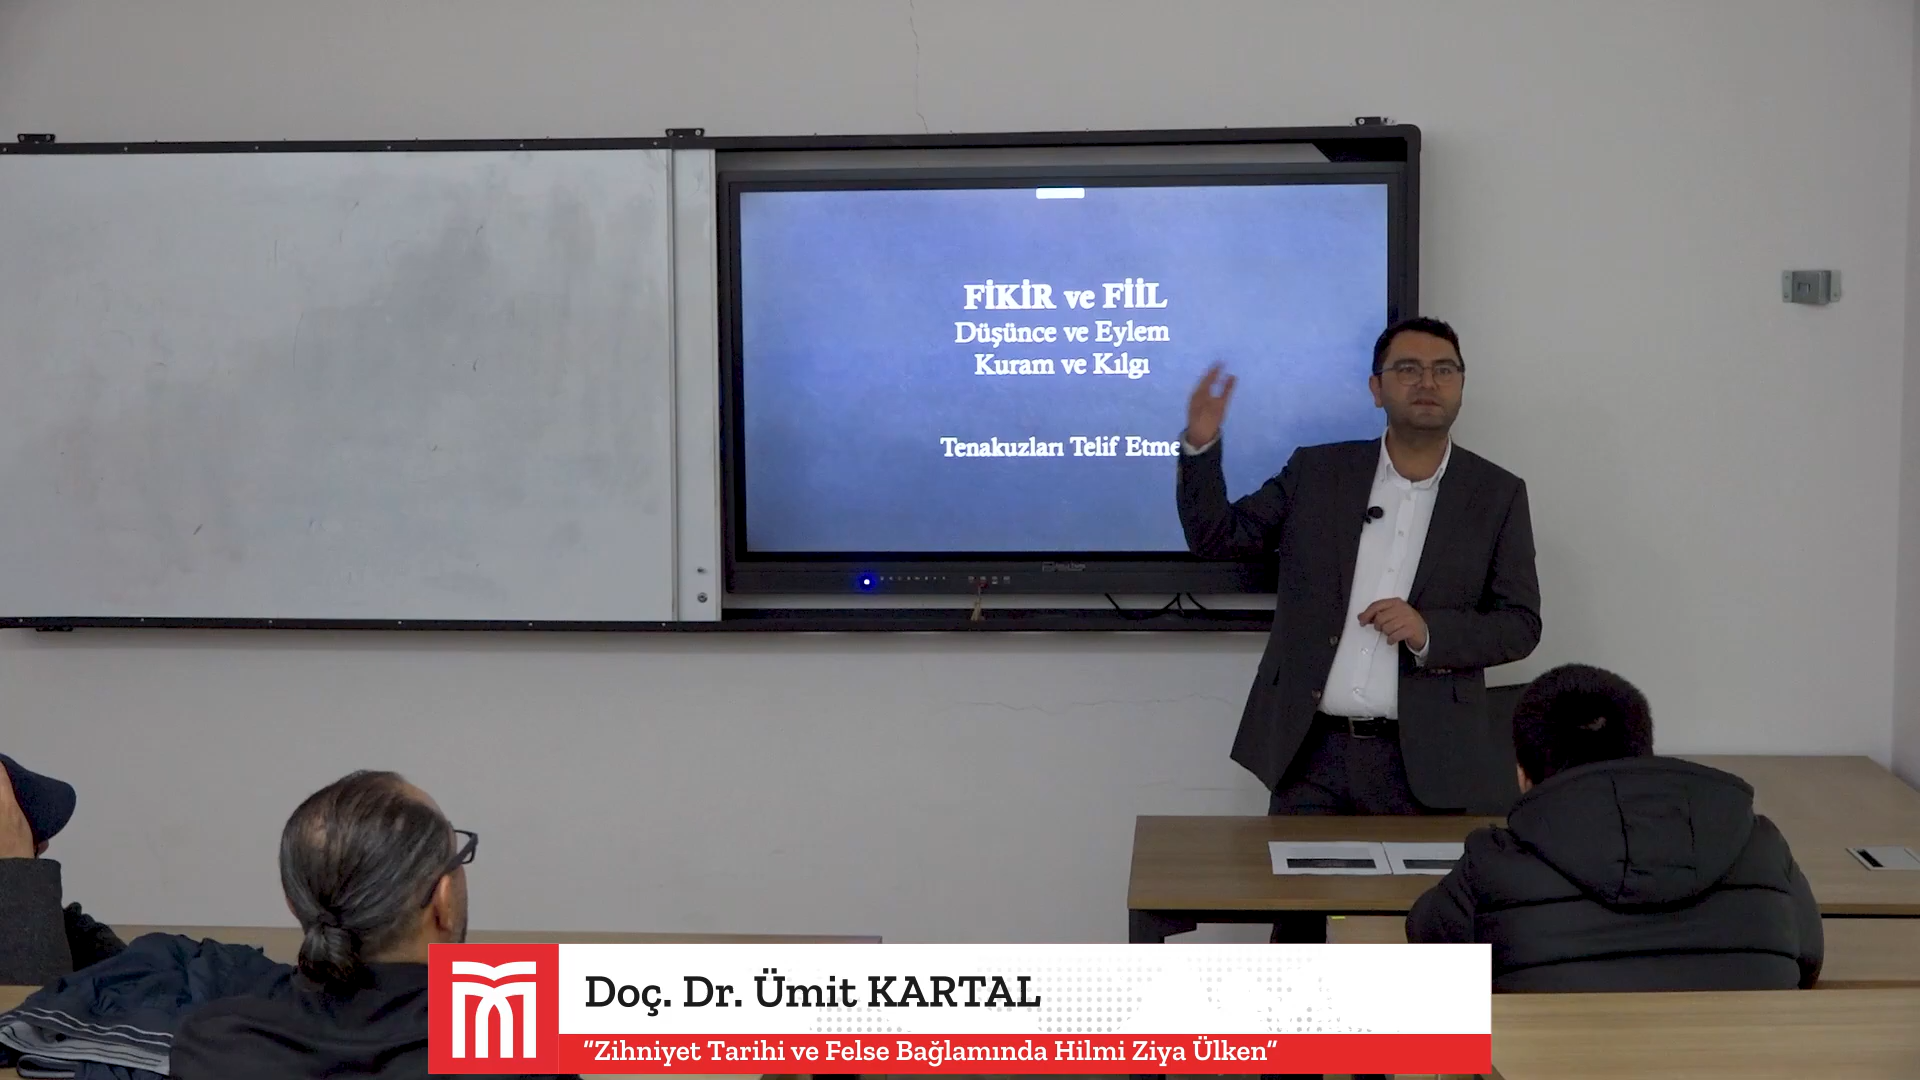 FİKİR ve FİİL
Düşünce ve Eylem
Kuram ve Kılgı
Tenakuzları Telif Etme
Doç. Dr. Ümit KARTAL
"Zihniyet Tarihi ve Felse Bağlamında Hilmi Ziya Ülken"